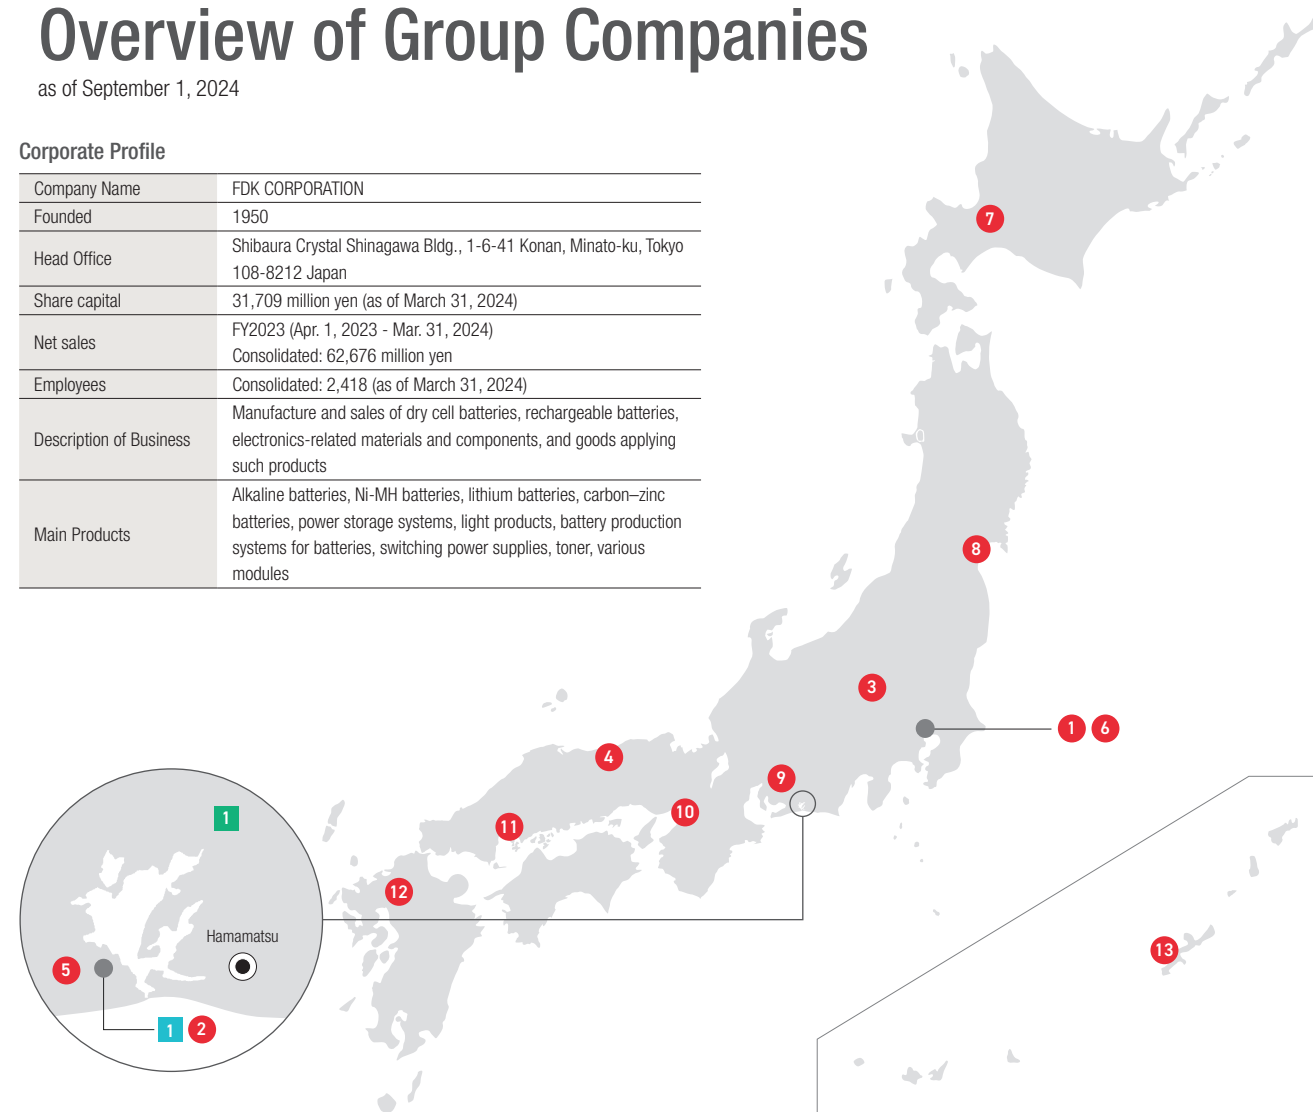 Overview of Group Companies
as of September 1, 2024
Corporate Profile
Company Name FDK CORPORATION
Founded 1950
Head Office Shibaura Crystal Shinagawa Bldg., 1-6-41 Konan, Minato-ku, Tokyo
108-8212 Japan
Share capital 31,709 million yen (as of March 31, 2024)
Net sales FY2023 (Apr. 1, 2023 - Mar. 31, 2024)
Consolidated: 62,676 million yen
Employees Consolidated: 2,418 (as of March 31, 2024)
Description of Business Manufacture and sales of dry cell batteries, rechargeable batteries,
electronics-related materials and components, and goods applying
such products
Main Products Alkaline batteries, Ni-MH batteries, lithium batteries, carbon–zinc
batteries, power storage systems, light products, battery production
systems for batteries, switching power supplies, toner, various
modules
7
8
3
1 6
4
9
10
11
12
13
1
Hamamatsu
5
1 2